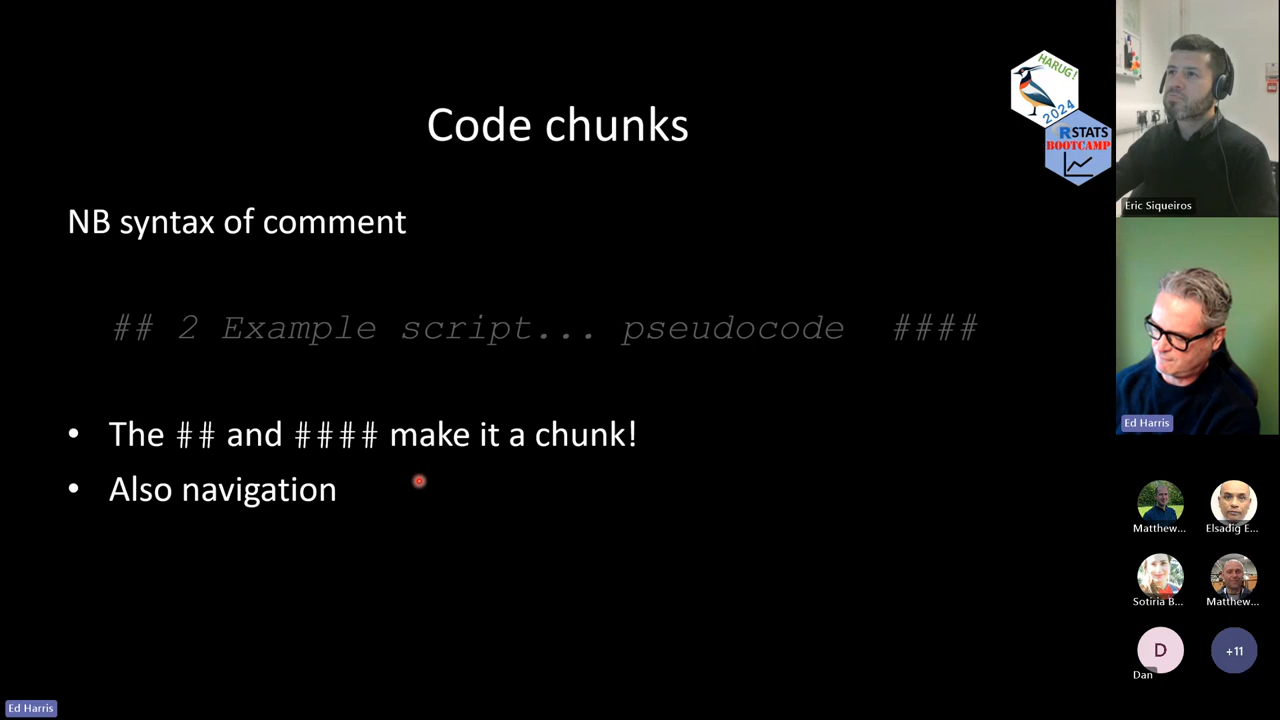 Code chunks
HARUG!
2024
RSTATS
BOOTCAMP
NB syntax of comment
## 2 Example script... pseudocode ####
• The ## and #### make it a chunk!
• Also navigation
Eric Siqueiros
Ed Harris
Matthew...
Elsadig E...
Sotiria B...
Matthew...
D
Dan
+11
Ed Harris